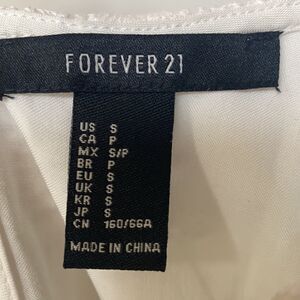 FOREVER 21
US S
CA P
MX S/P
BR P
EU S
UK S
KR S
JP S
CN 160/66A
MADE IN CHINA